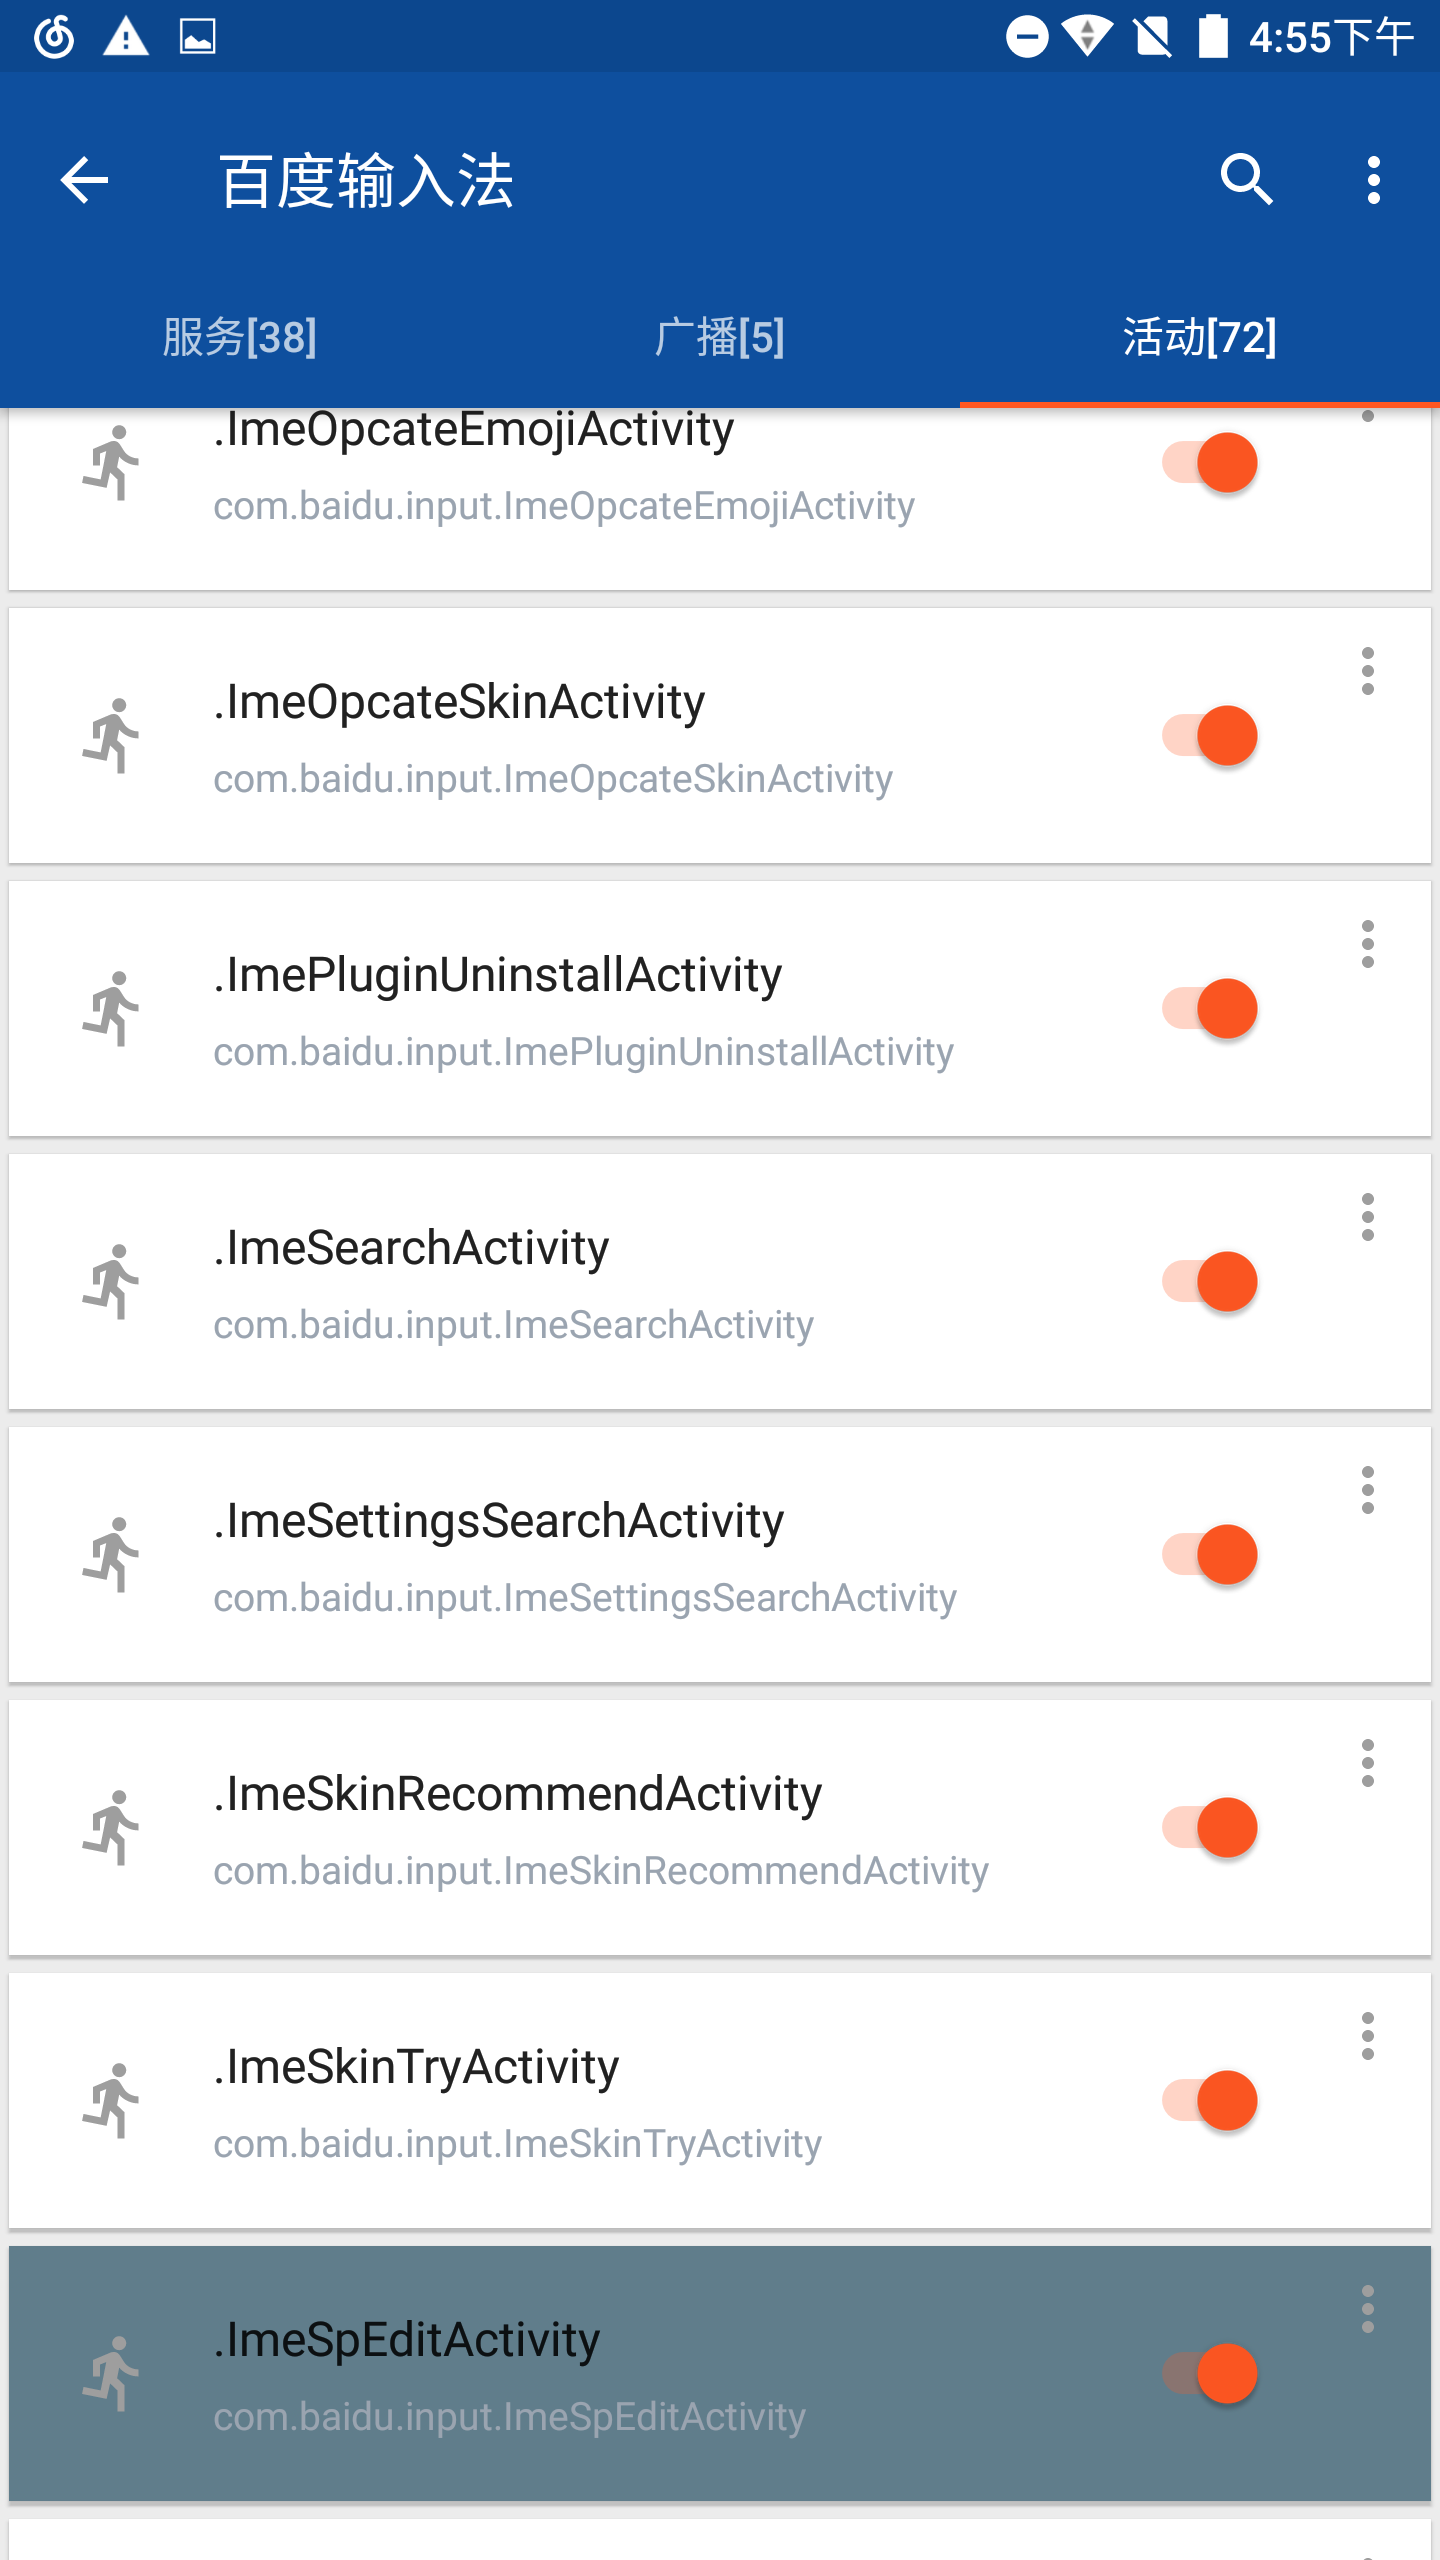 4:55下午
百度输入法
服务[38]
广播[5]
活动[72]
.ImeOpcateEmojiActivity
com.baidu.input.ImeOpcateEmojiActivity
.ImeOpcateSkinActivity
com.baidu.input.ImeOpcateSkinActivity
.ImePluginUninstallActivity
com.baidu.input.ImePluginUninstallActivity
.ImeSearchActivity
com.baidu.input.ImeSearchActivity
.ImeSettingsSearchActivity
com.baidu.input.ImeSettingsSearchActivity
.ImeSkinRecommendActivity
com.baidu.input.ImeSkinRecommendActivity
.ImeSkinTryActivity
com.baidu.input.ImeSkinTryActivity
.ImeSpEditActivity
com.baidu.input.ImeSpEditActivity